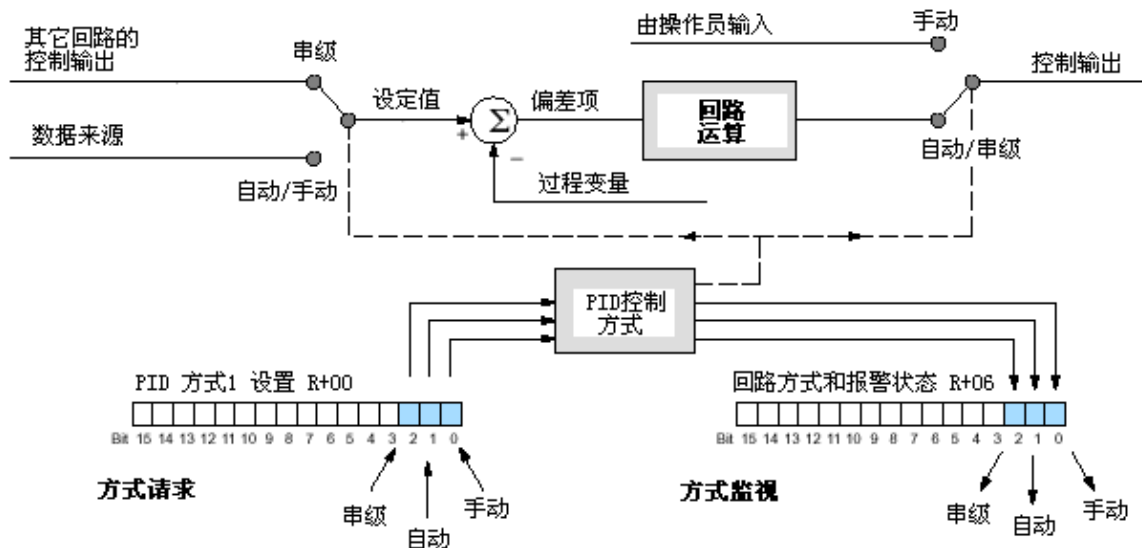 其它回路的
控制输出
串级
由操作员输入
手动
控制输出
设定值
偏差项
Σ
+
−
回路
运算
数据来源
自动/手动
自动/串级
过程变量
PID控制
方式
PID 方式1 设置 R+00
回路方式和报警状态 R+06
Bit 15 14 13 12 11 10 9 8 7 6 5 4 3 2 1 0
Bit 15 14 13 12 11 10 9 8 7 6 5 4 3 2 1 0
方式请求
串级
自动
手动
方式监视
串级
自动
手动